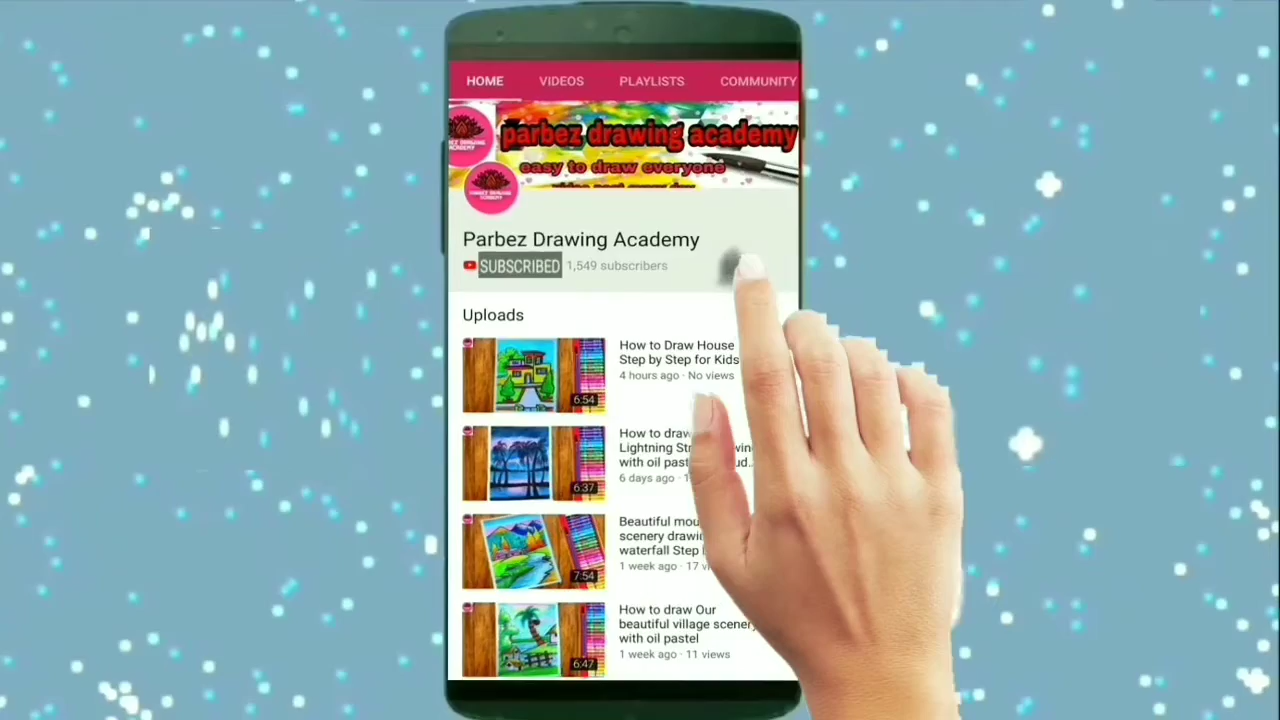 HOME VIDEOS PLAYLISTS COMMUNITY
parbez drawing academy
easy to draw everyone
Parbez Drawing Academy
SUBSCRIBED 1,549 subscribers
Uploads
How to Draw House
Step by Step for Kids
4 hours ago · No views
6:54
How to draw
Lightning
with oil
6 days ago ·
6:37
Beautiful
scenery
waterfall Step
1 week ago · 17
7:54
How to draw Our
beautiful village scenery
with oil pastel
1 week ago · 11 views
6:47